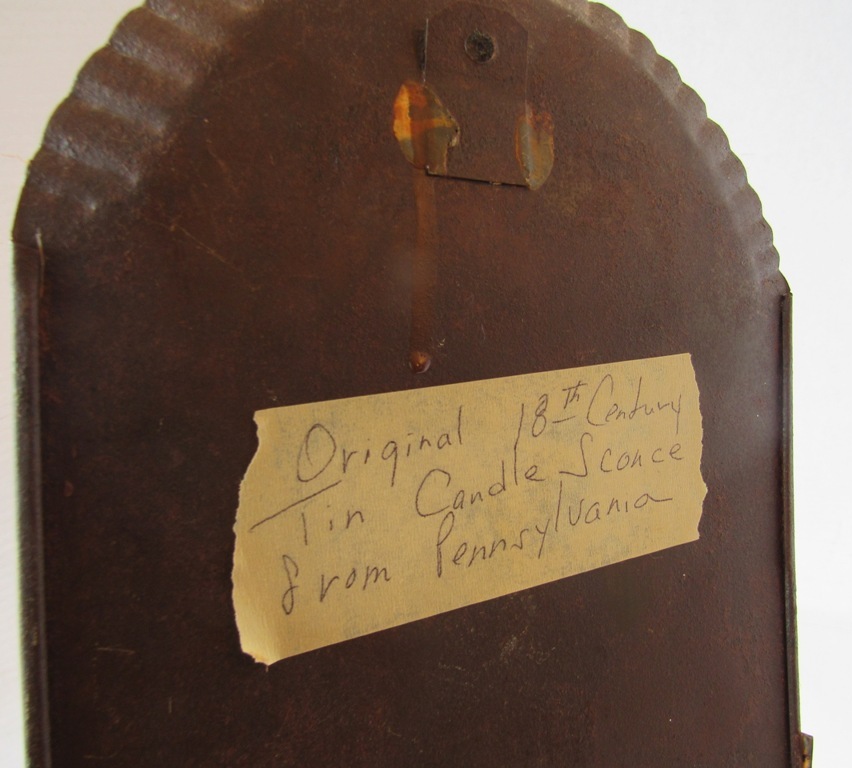 Original 18th Century
Tin Candle Sconce
from Pennsylvania